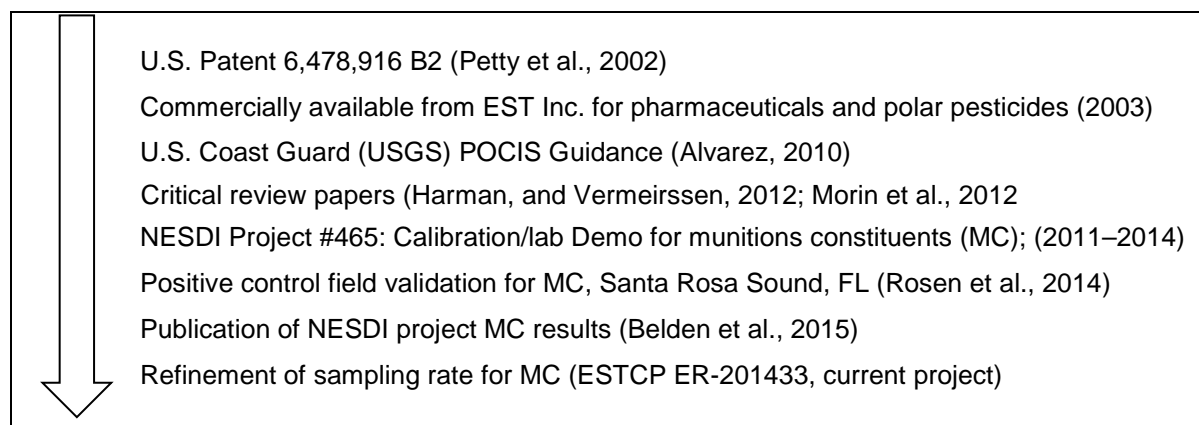 U.S. Patent 6,478,916 B2 (Petty et al., 2002)
Commercially available from EST Inc. for pharmaceuticals and polar pesticides (2003)
U.S. Coast Guard (USGS) POCIS Guidance (Alvarez, 2010)
Critical review papers (Harman, and Vermeirssen, 2012; Morin et al., 2012
NESDI Project #465: Calibration/lab Demo for munitions constituents (MC); (2011–2014)
Positive control field validation for MC, Santa Rosa Sound, FL (Rosen et al., 2014)
Publication of NESDI project MC results (Belden et al., 2015)
Refinement of sampling rate for MC (ESTCP ER-201433, current project)